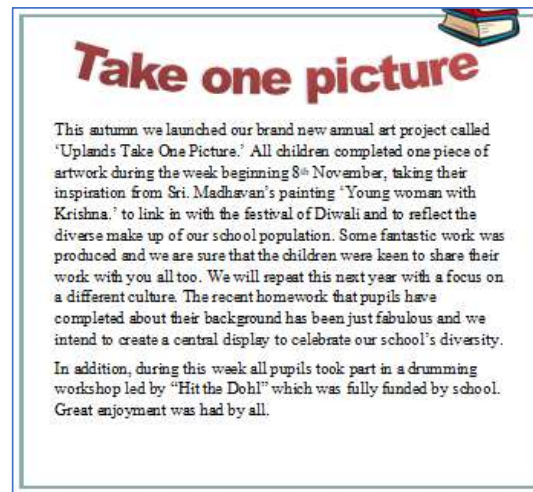 Take one picture
This autumn we launched our brand new annual art project called
‘Uplands Take One Picture.’ All children completed one piece of
artwork during the week beginning 8th November, taking their
inspiration from Sri. Madhavan’s painting ‘Young woman with
Krishna.’ to link in with the festival of Diwali and to reflect the
diverse make up of our school population. Some fantastic work was
produced and we are sure that the children were keen to share their
work with you all too. We will repeat this next year with a focus on
a different culture. The recent homework that pupils have
completed about their background has been just fabulous and we
intend to create a central display to celebrate our school’s diversity.
In addition, during this week all pupils took part in a drumming
workshop led by “Hit the Dohl” which was fully funded by school.
Great enjoyment was had by all.